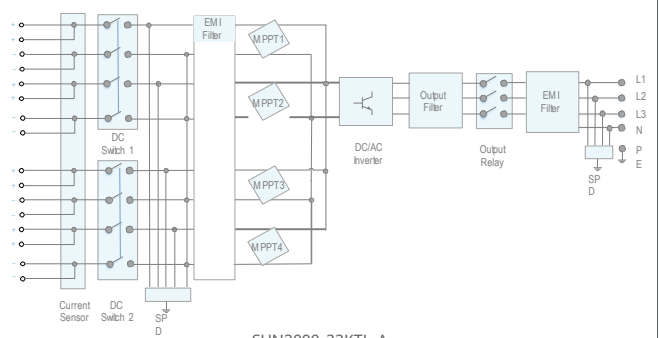 +
+
−
−
+
+
−
−
+
+
−
−
+
+
−
−
EMI
Filter
MPPT1
MPPT2
MPPT3
MPPT4
DC
Switch 1
DC/AC
Inverter
Output
Filter
Output
Relay
EMI
Filter
L1
L2
L3
N
P
E
SP
D
Current
Sensor
DC
Switch 2
SP
D